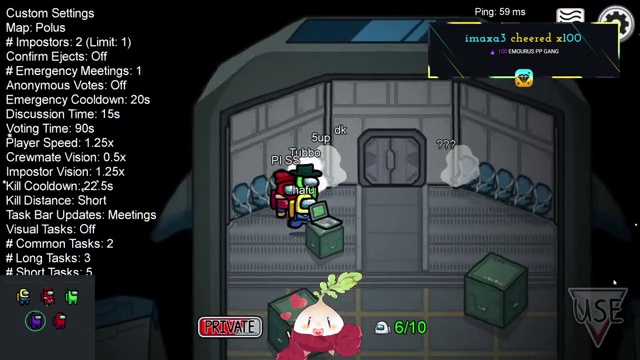 Custom Settings
Map: Polus
# Impostors: 2 (Limit: 1)
Confirm Ejects: Off
# Emergency Meetings: 1
Anonymous Votes: Off
Emergency Cooldown: 20s
Discussion Time: 15s
Voting Time: 90s
Player Speed: 1.25x
Crewmate Vision: 0.5x
Impostor Vision: 1.25x
Kill Cooldown: 22.5s
Kill Distance: Short
Task Bar Updates: Meetings
Visual Tasks: Off
# Common Tasks: 2
# Long Tasks: 3
# Short Tasks: 5
Ping: 59 ms
imaxa3 cheered x100
100 EMOURUS PP GANG
5up
dk
???
Tubbo
hafu
PRIVATE
6/10
USE